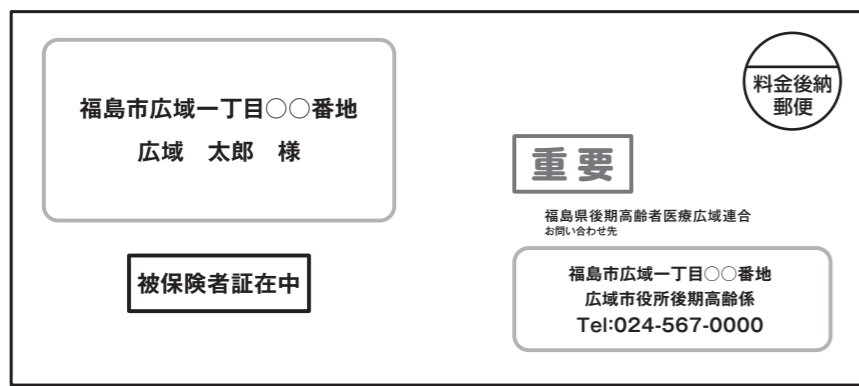 福島市広域一丁目○○番地
広域　太郎　様
被保険者証在中
料金後納
郵便
重要
福島県後期高齢者医療広域連合
お問い合わせ先
福島市広域一丁目○○番地
広域市役所後期高齢係
Tel:024-567-0000